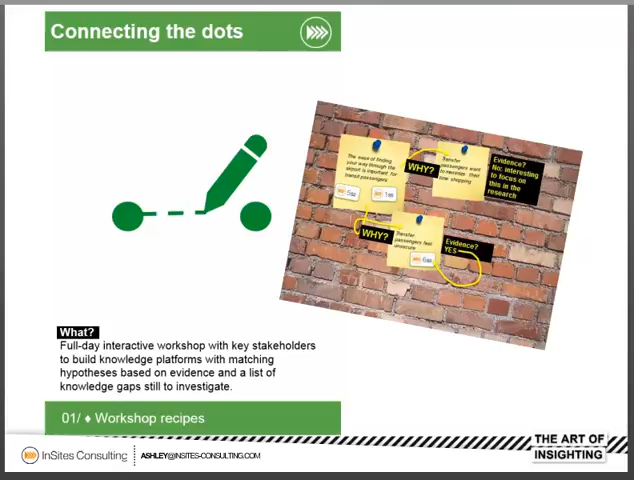 Connecting the dots
The ease of finding
your way through the
airport is important for
transit passengers
WHY?
Transfer
passengers want
to maximize their
time shopping
Evidence?
No: interesting
to focus on
this in the
research
WHY?
Transfer
passengers feel
unsecure
Evidence?
YES
What?
Full-day interactive workshop with key stakeholders
to build knowledge platforms with matching
hypotheses based on evidence and a list of
knowledge gaps still to investigate.
01/ ♦ Workshop recipes
InSites Consulting
ASHLEY@INSITES-CONSULTING.COM
THE ART OF
INSIGHTING